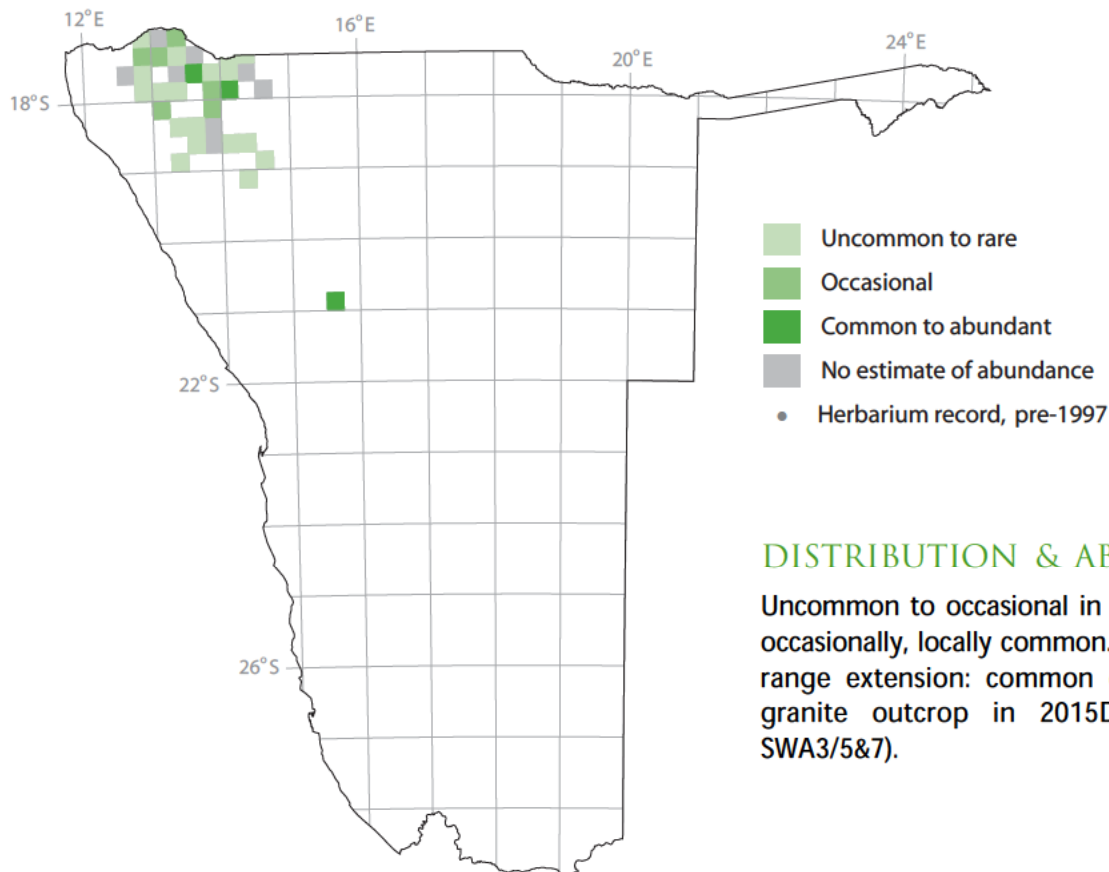 12°E
16°E
20°E
24°E
18°S
22°S
26°S
Uncommon to rare
Occasional
Common to abundant
No estimate of abundance
Herbarium record, pre-1997
DISTRIBUTION & AB
Uncommon to occasional in
occasionally, locally common.
range extension: common
granite outcrop in 2015D
SWA3/5&7).